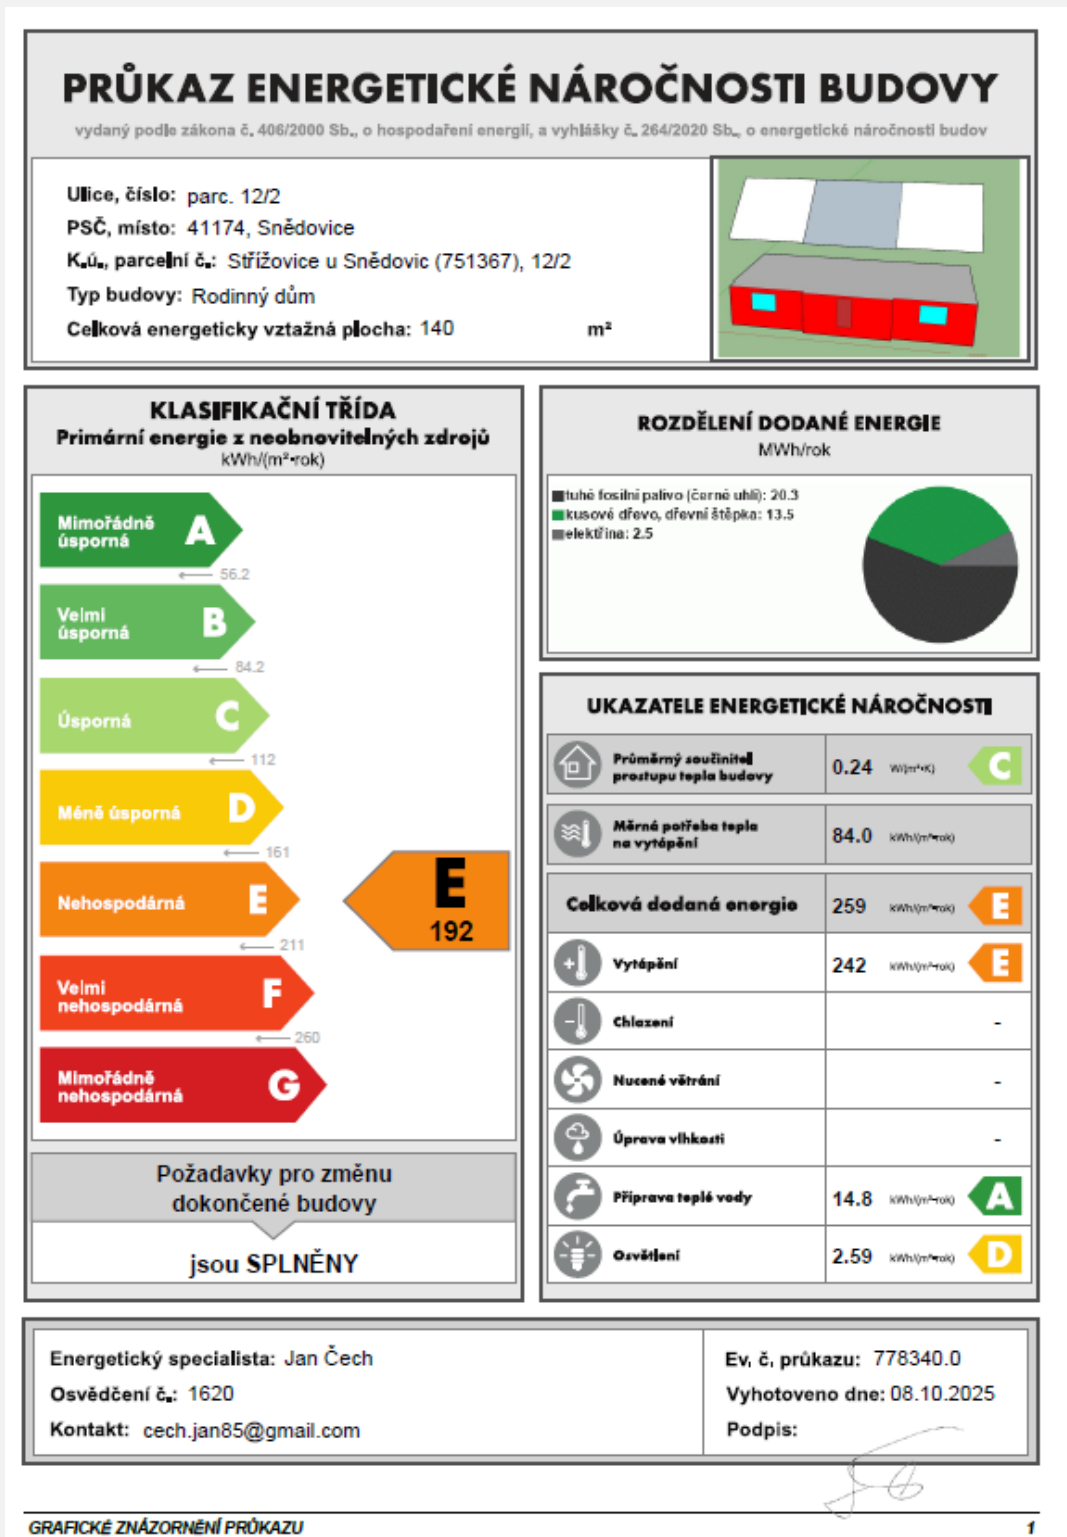 PRŮKAZ ENERGETICKÉ NÁROČNOSTI BUDOVY
vydaný podle zákona č. 406/2000 Sb., o hospodaření energií, a vyhlášky č. 264/2020 Sb., o energetické náročnosti budov
Ulice, číslo: parc. 12/2
PSČ, místo: 41174, Snědovice
K.ú., parcelní č.: Střížovice u Snědovic (751367), 12/2
Typ budovy: Rodinný dům
Celková energeticky vztažná plocha: 140 m²
KLASIFIKAČNÍ TŘÍDA
Primární energie z neobnovitelných zdrojů
kWh/(m²•rok)
Mimořádně
úsporná
A
56.2
Velmi
úsporná
B
84.2
Úsporná
C
112
Méně úsporná
D
161
Nehospodárná
E
211
Velmi
nehospodárná
F
260
Mimořádně
nehospodárná
G
E
192
Požadavky pro změnu
dokončené budovy
jsou SPLNĚNY
ROZDĚLENÍ DODANÉ ENERGIE
MWh/rok
tuhé fosilní palivo (černé uhlí): 20.3
kusové dřevo, dřevní štěpka: 13.5
elektřina: 2.5
UKAZATELE ENERGETICKÉ NÁROČNOSTI
Průměrný součinitel
prostupu tepla budovy
0.24 W/(m²•K) C
Měrná potřeba tepla
na vytápění
84.0 kWh/(m²•rok)
Celková dodaná energie 259 kWh/(m²•rok) E
Vytápění 242 kWh/(m²•rok) E
Chlazení -
Nucené větrání -
Úprava vlhkosti -
Příprava teplé vody 14.8 kWh/(m²•rok) A
Osvětlení 2.59 kWh/(m²•rok) D
Energetický specialista: Jan Čech
Osvědčení č.: 1620
Kontakt: cech.jan85@gmail.com
Ev. č. průkazu: 778340.0
Vyhotoveno dne: 08.10.2025
Podpis:
GRAFICKÉ ZNÁZORNĚNÍ PRŮKAZU 1